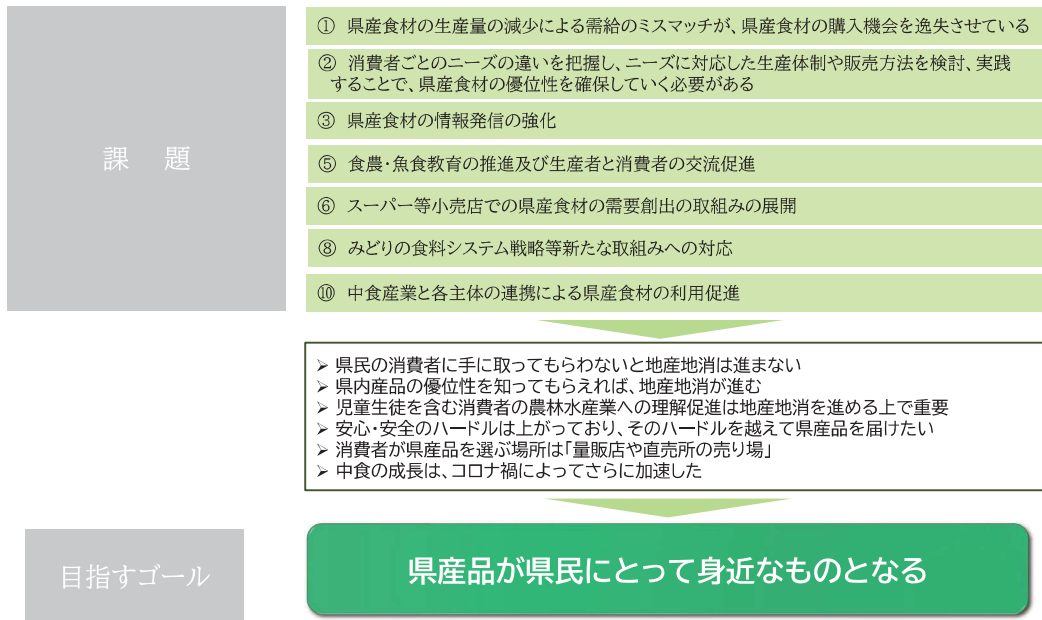 課　題
① 県産食材の生産量の減少による需給のミスマッチが、県産食材の購入機会を逸失させている
② 消費者ごとのニーズの違いを把握し、ニーズに対応した生産体制や販売方法を検討、実践
することで、県産食材の優位性を確保していく必要がある
③ 県産食材の情報発信の強化
⑤ 食農・魚食教育の推進及び生産者と消費者の交流促進
⑥ スーパー等小売店での県産食材の需要創出の取組みの展開
⑧ みどりの食料システム戦略等新たな取組みへの対応
⑩ 中食産業と各主体の連携による県産食材の利用促進
➢ 県民の消費者に手に取ってもらわないと地産地消は進まない
➢ 県内産品の優位性を知ってもらえれば、地産地消が進む
➢ 児童生徒を含む消費者の農林水産業への理解促進は地産地消を進める上で重要
➢ 安心・安全のハードルは上がっており、そのハードルを越えて県産品を届けたい
➢ 消費者が県産品を選ぶ場所は「量販店や直売所の売り場」
➢ 中食の成長は、コロナ禍によってさらに加速した
目指すゴール
県産品が県民にとって身近なものとなる